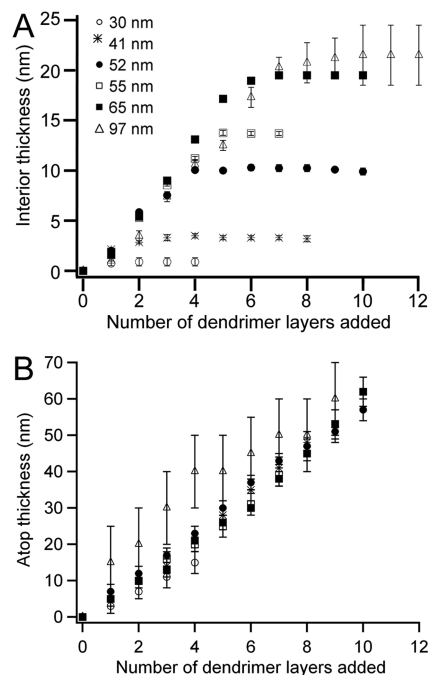 A
30 nm
41 nm
52 nm
55 nm
65 nm
97 nm
25
20
15
10
5
0
Interior thickness (nm)
0 2 4 6 8 10 12
Number of dendrimer layers added
B
70
60
50
40
30
20
10
0
Atop thickness (nm)
0 2 4 6 8 10 12
Number of dendrimer layers added